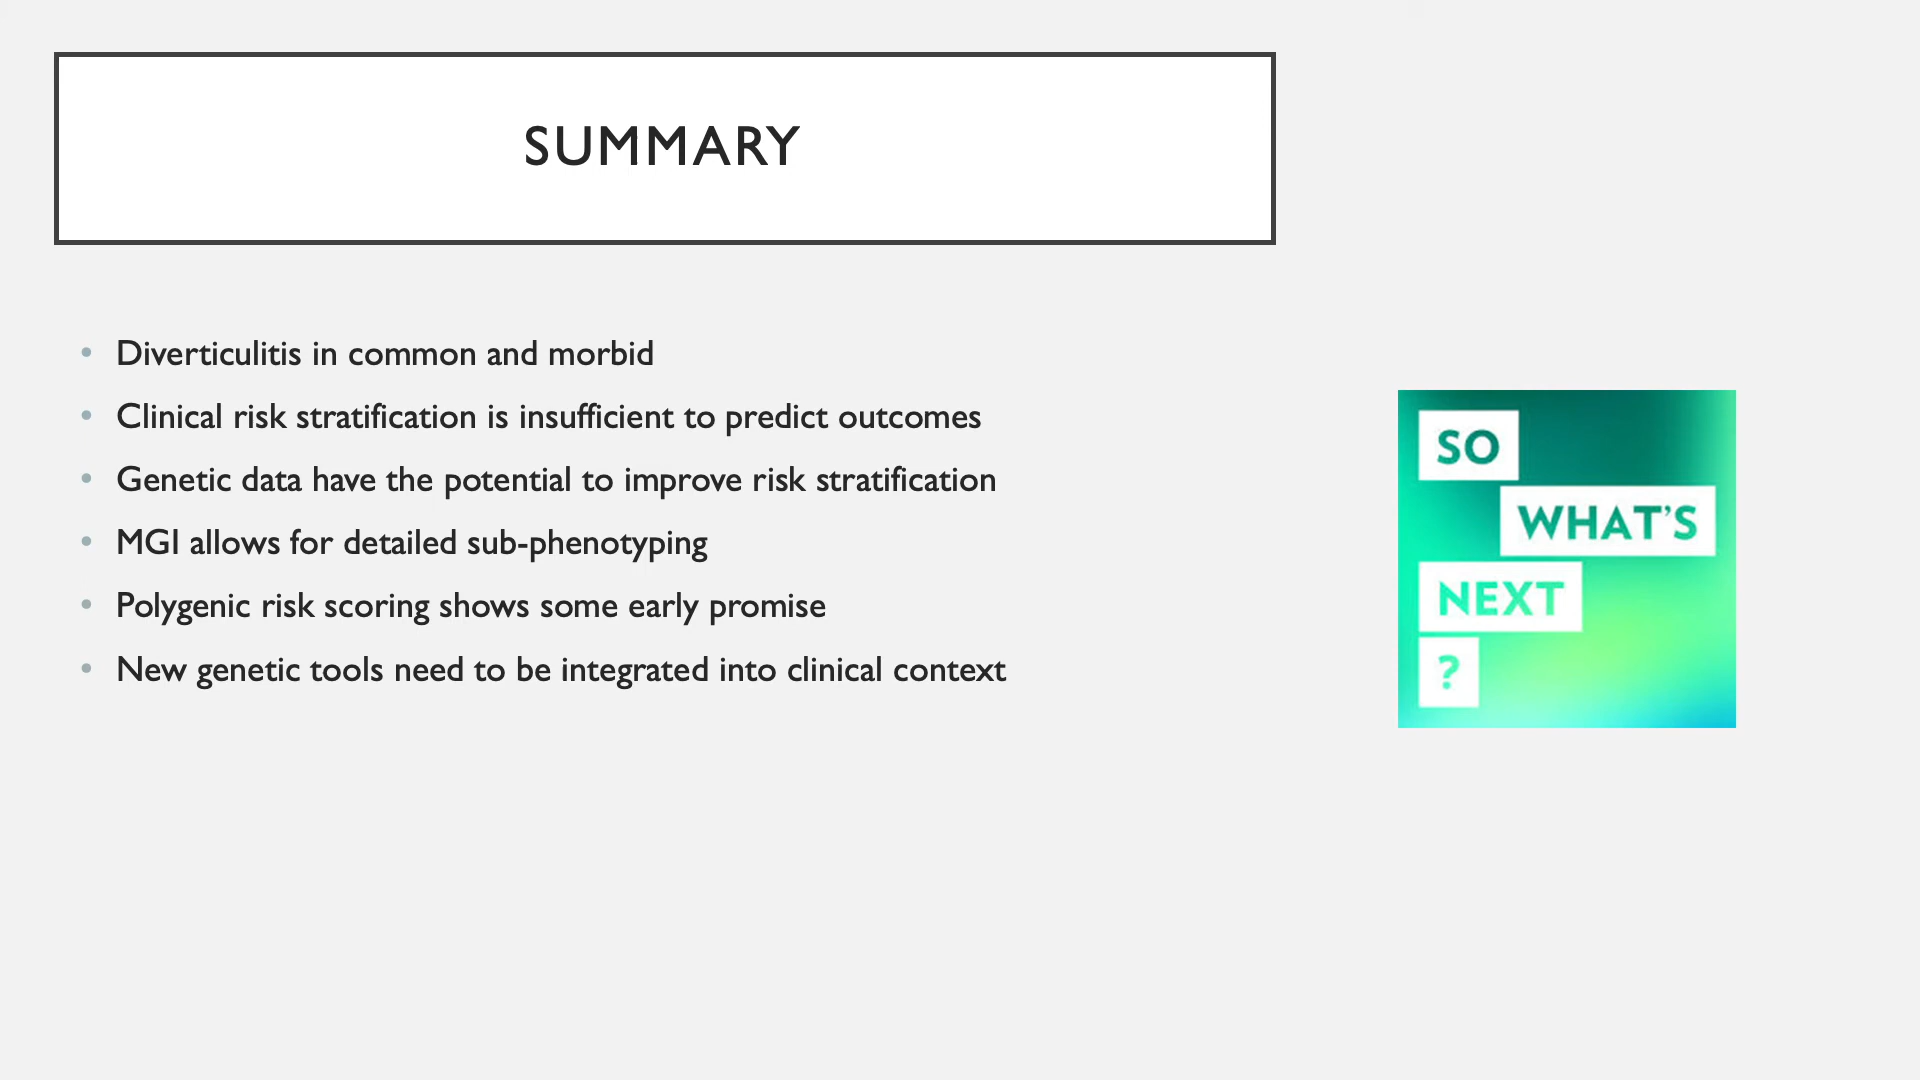 SUMMARY
• Diverticulitis in common and morbid
• Clinical risk stratification is insufficient to predict outcomes
• Genetic data have the potential to improve risk stratification
• MGI allows for detailed sub-phenotyping
• Polygenic risk scoring shows some early promise
• New genetic tools need to be integrated into clinical context
SO
WHAT'S
NEXT
?